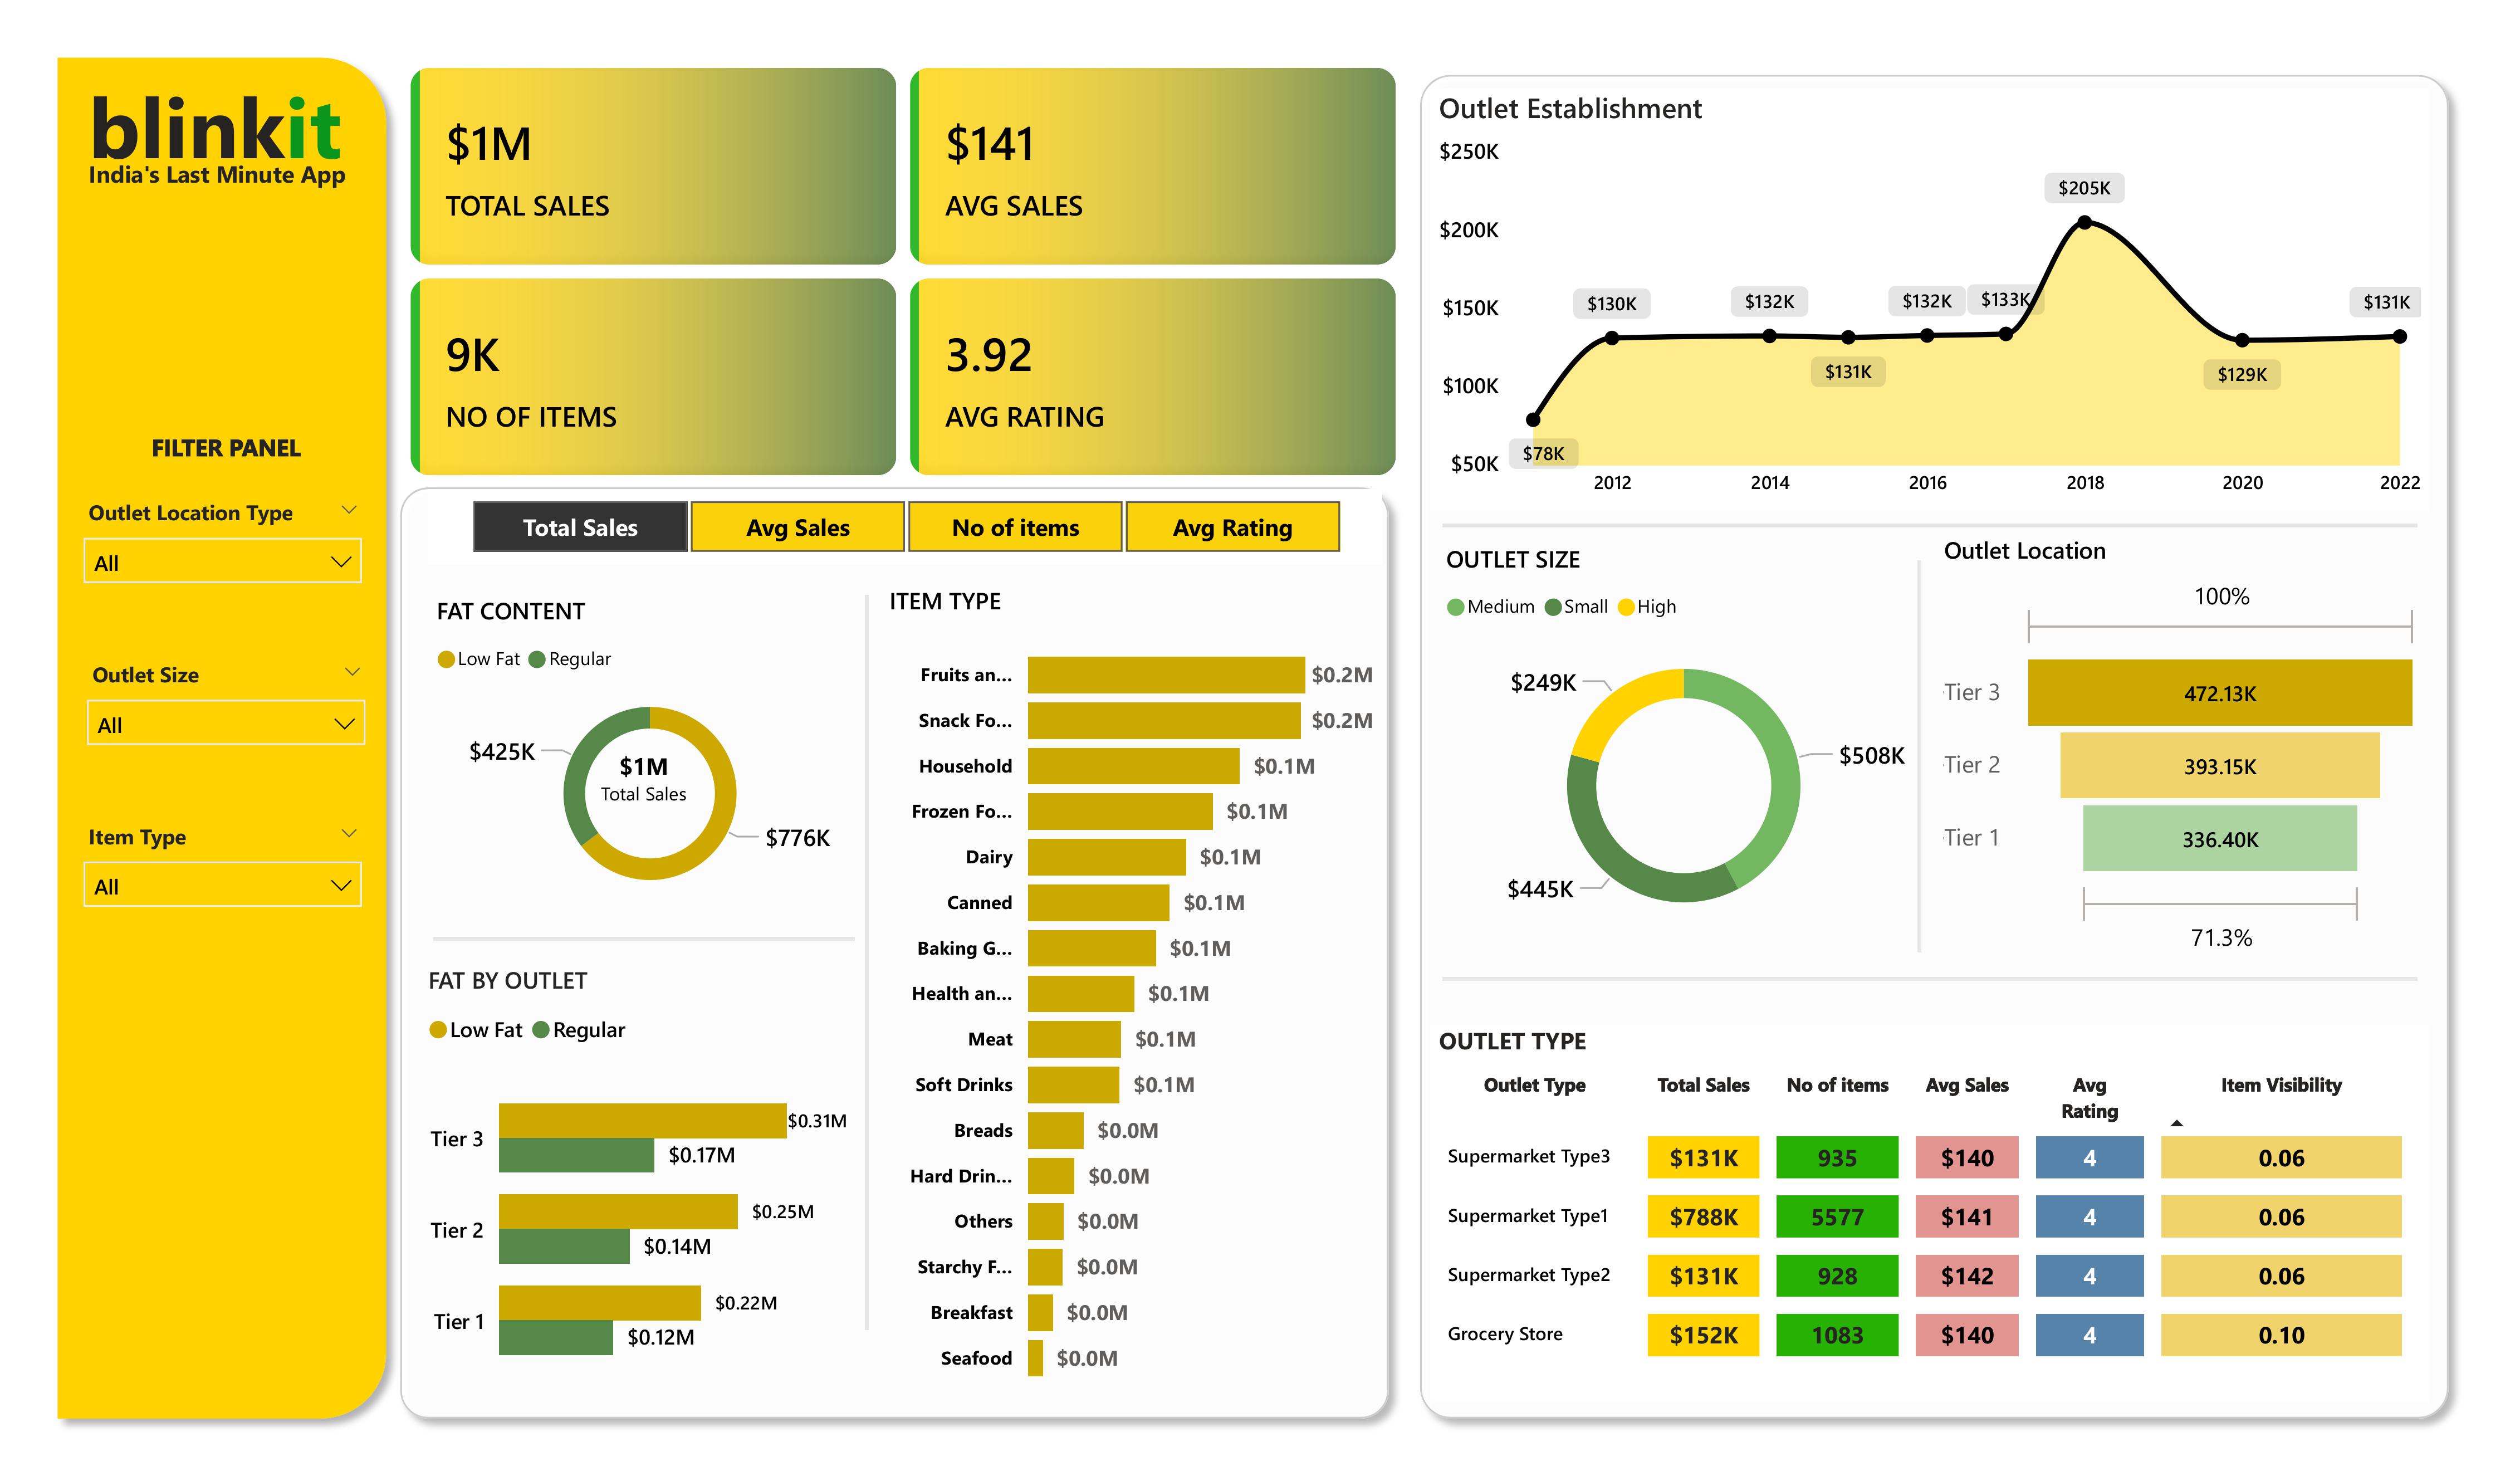 blinkit
India's Last Minute App
FILTER PANEL
Outlet Location Type
All
Outlet Size
All
Item Type
All
$1M
TOTAL SALES
$141
AVG SALES
9K
NO OF ITEMS
3.92
AVG RATING
Total Sales Avg Sales No of items Avg Rating
FAT CONTENT
Low Fat Regular
$425K
$1M
Total Sales
$776K
FAT BY OUTLET
Low Fat Regular
Tier 3 $0.31M
$0.17M
Tier 2 $0.25M
$0.14M
Tier 1 $0.22M
$0.12M
ITEM TYPE
Fruits an... $0.2M
Snack Fo... $0.2M
Household $0.1M
Frozen Fo... $0.1M
Dairy $0.1M
Canned $0.1M
Baking G... $0.1M
Health an... $0.1M
Meat $0.1M
Soft Drinks $0.1M
Breads $0.0M
Hard Drin... $0.0M
Others $0.0M
Starchy F... $0.0M
Breakfast $0.0M
Seafood $0.0M
Outlet Establishment
$250K
$200K
$150K
$100K
$50K
$78K
$130K
$132K
$131K
$132K
$133K
$205K
$129K
$131K
2012 2014 2016 2018 2020 2022
OUTLET SIZE
Medium Small High
$249K
$508K
$445K
Outlet Location
100%
Tier 3 472.13K
Tier 2 393.15K
Tier 1 336.40K
71.3%
OUTLET TYPE
Outlet Type Total Sales No of items Avg Sales Avg Rating Item Visibility
Supermarket Type3 $131K 935 $140 4 0.06
Supermarket Type1 $788K 5577 $141 4 0.06
Supermarket Type2 $131K 928 $142 4 0.06
Grocery Store $152K 1083 $140 4 0.10